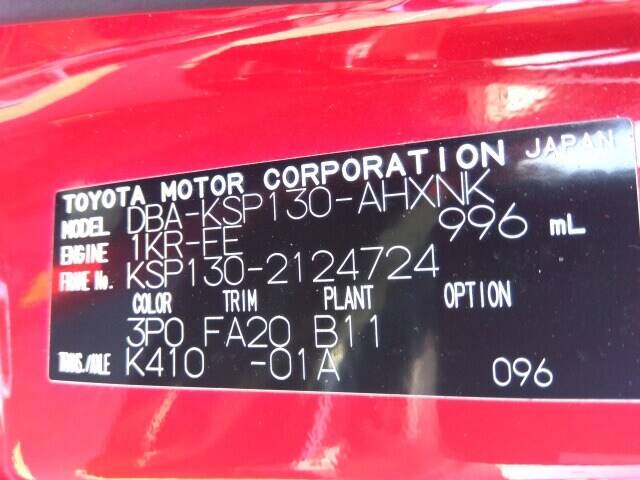 TOYOTA MOTOR CORPORATION JAPAN
MODEL DBA-KSP130-AHXNK
ENGINE 1KR-FE 996 mL
FRAME No. KSP130-2124724
COLOR TRIM PLANT OPTION
3P0 FA20 B11
TRANS./AXLE K410 -01A 096